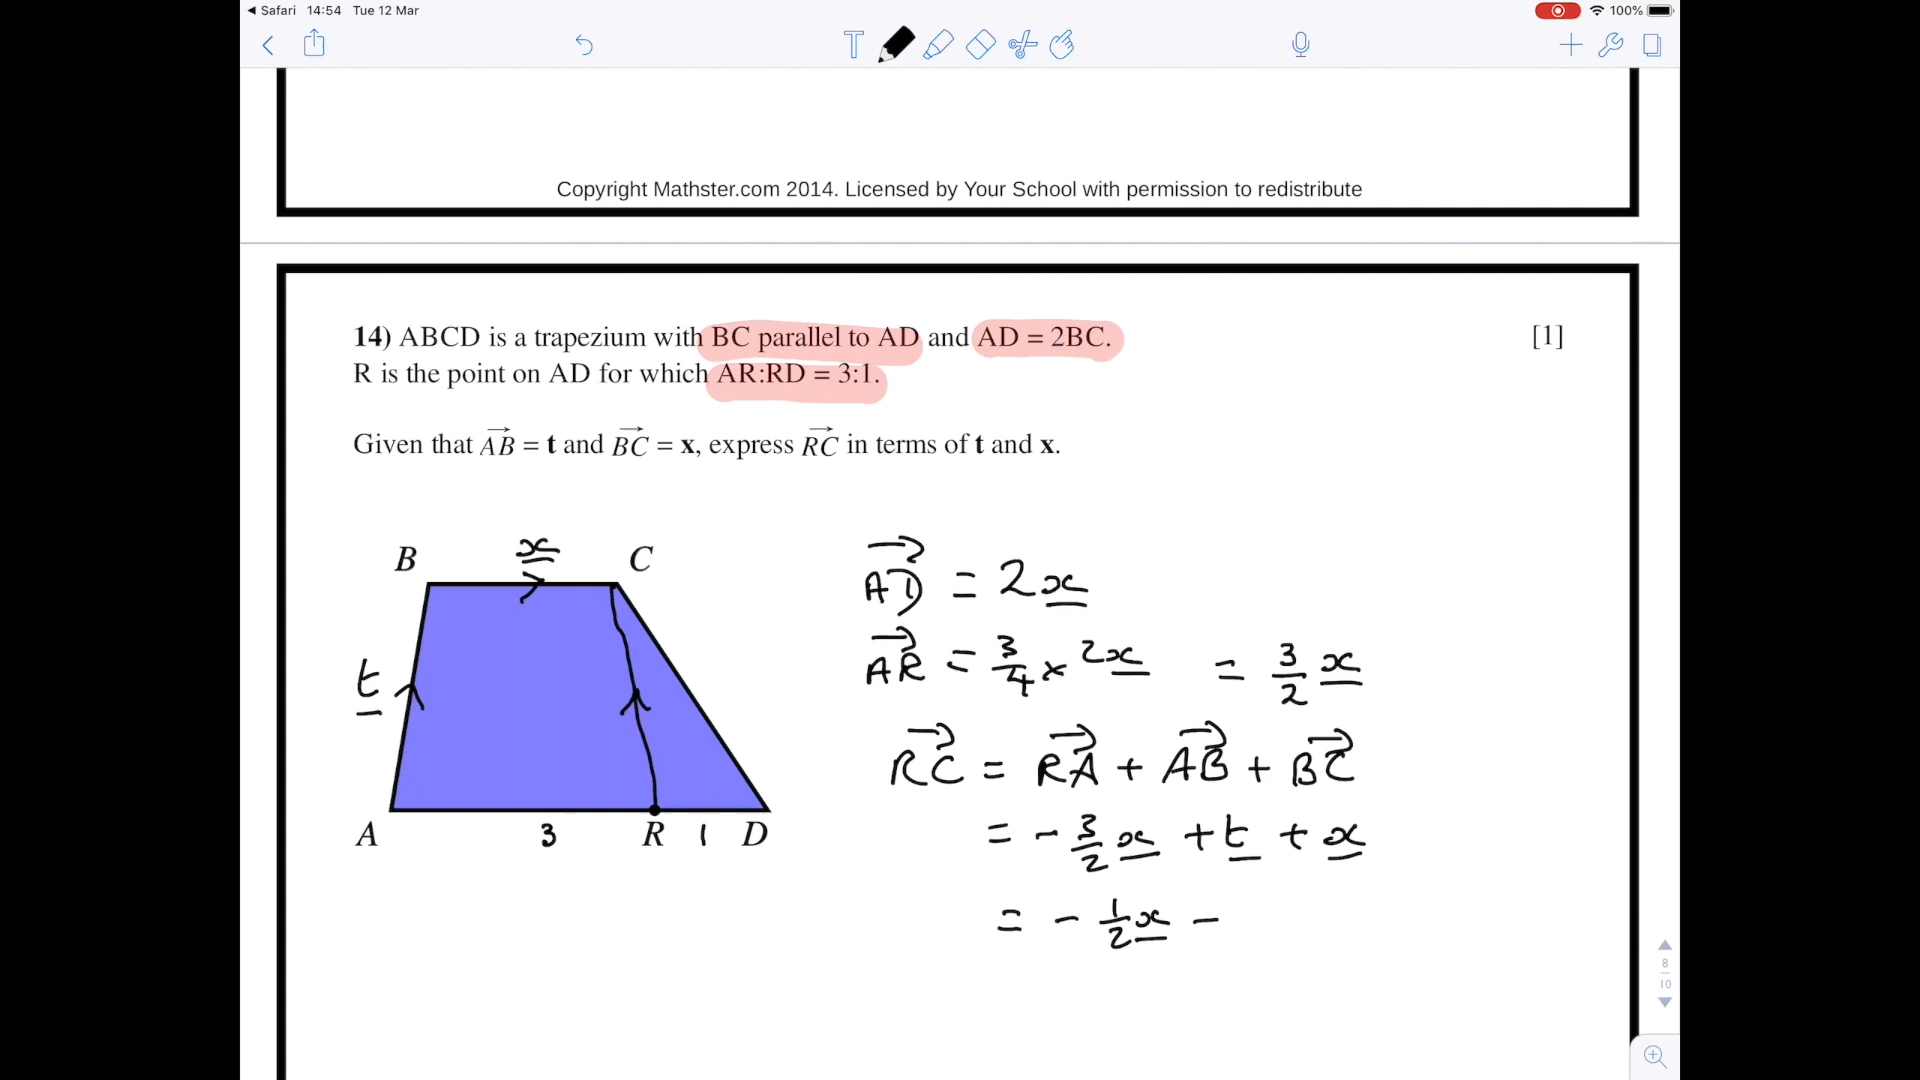 Safari 14:54 Tue 12 Mar 100%
T
Copyright Mathster.com 2014. Licensed by Your School with permission to redistribute
14) ABCD is a trapezium with BC parallel to AD and AD = 2BC. [1]
R is the point on AD for which AR:RD = 3:1.
Given that →AB = t and →BC = x, express →RC in terms of t and x.
B x C
t
A 3 R 1 D
→AD = 2x
→AR = 3/4 × 2x = 3/2 x
→RC = →RA + →AB + →BC
= - 3/2 x + t + x
= - 1/2 x -
8
10